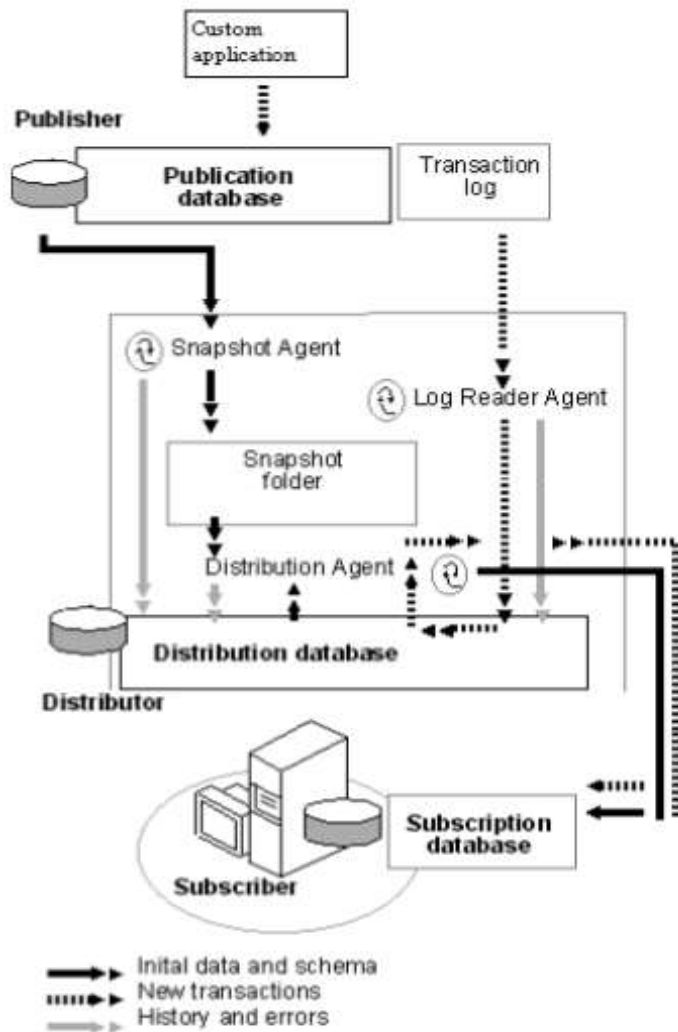 Custom
application
Publisher
Publication
database
Transaction
log
Snapshot Agent
Log Reader Agent
Snapshot
folder
Distribution Agent
Distribution database
Distributor
Subscription
database
Subscriber
Inital data and schema
New transactions
History and errors